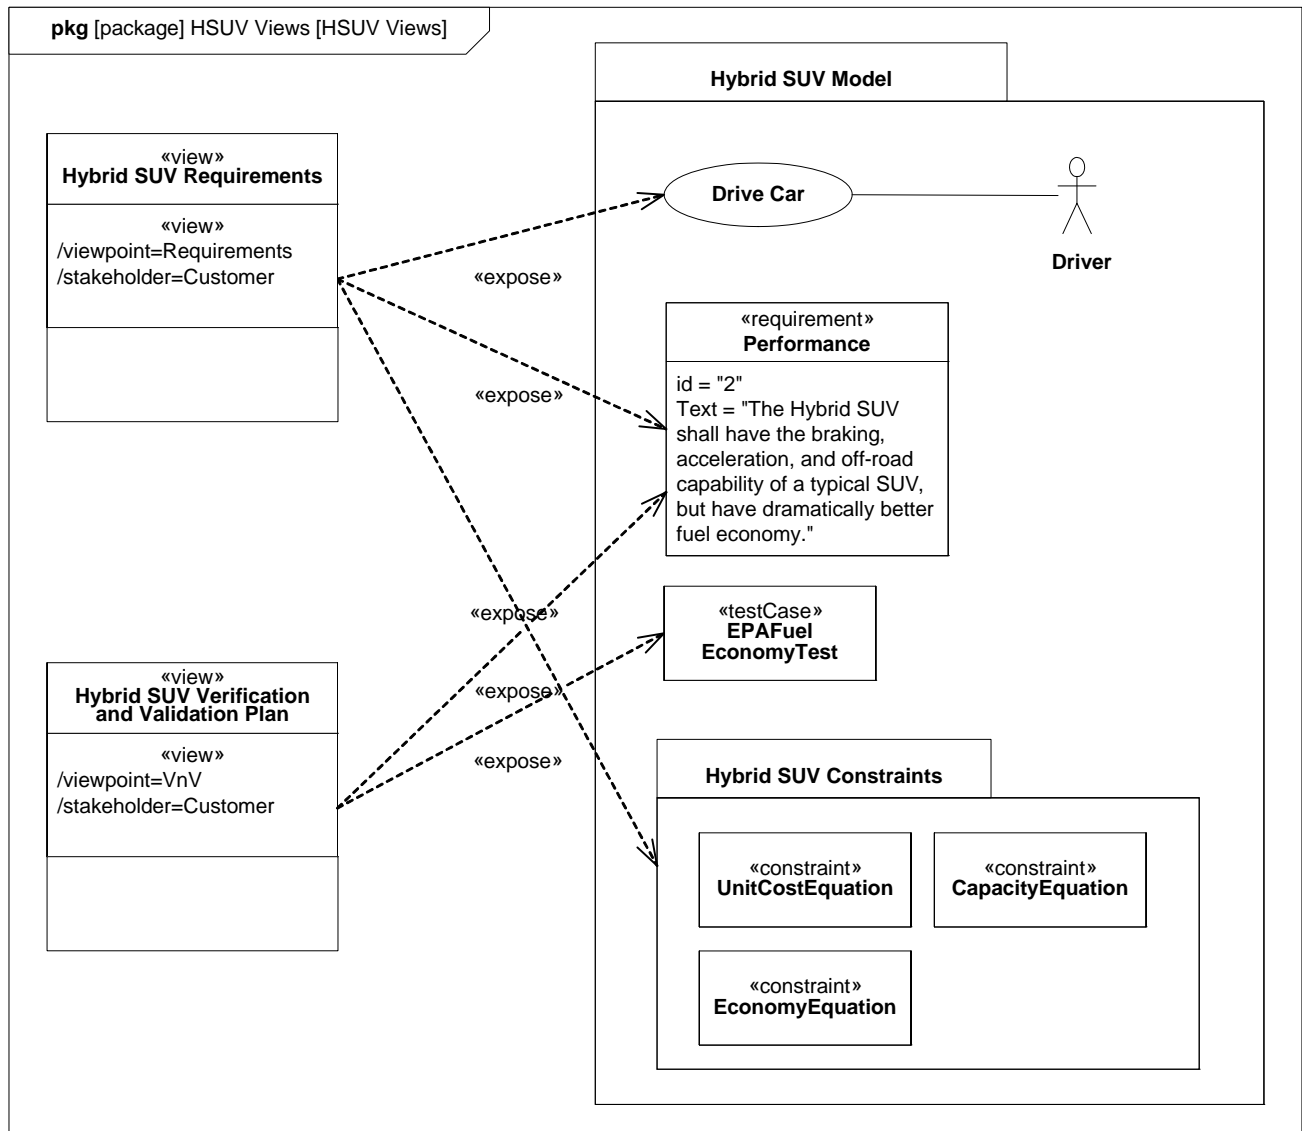 pkg [package] HSUV Views [HSUV Views]
Hybrid SUV Model
«view»
Hybrid SUV Requirements
«view»
/viewpoint=Requirements
/stakeholder=Customer
Drive Car
Driver
«expose»
«expose»
«requirement»
Performance
id = "2"
Text = "The Hybrid SUV
shall have the braking,
acceleration, and off-road
capability of a typical SUV,
but have dramatically better
fuel economy."
«expose»
«testCase»
EPAFuel
EconomyTest
«view»
Hybrid SUV Verification
and Validation Plan
«view»
/viewpoint=VnV
/stakeholder=Customer
«expose»
«expose»
Hybrid SUV Constraints
«constraint»
UnitCostEquation
«constraint»
CapacityEquation
«constraint»
EconomyEquation